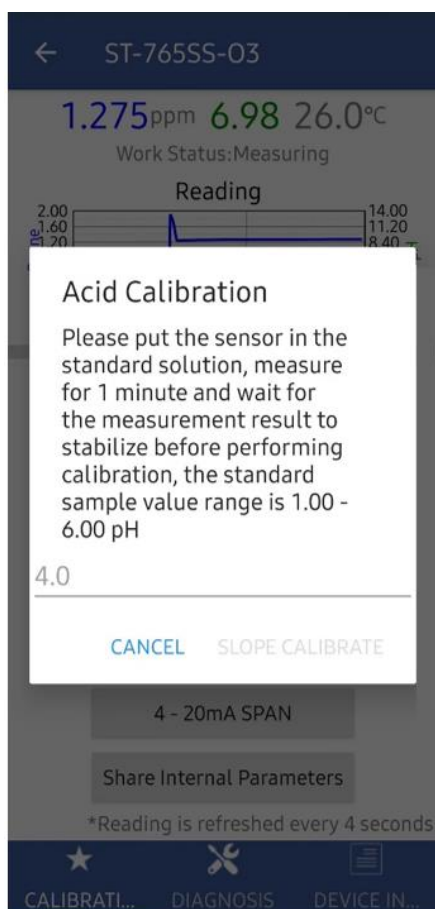 ST-765SS-O3
1.275ppm 6.98 26.0°C
Work Status:Measuring
Reading
2.00 14.00
1.60 11.20
1.20 8.40
Acid Calibration
Please put the sensor in the
standard solution, measure
for 1 minute and wait for
the measurement result to
stabilize before performing
calibration, the standard
sample value range is 1.00 -
6.00 pH
4.0
CANCEL SLOPE CALIBRATE
4 - 20mA SPAN
Share Internal Parameters
*Reading is refreshed every 4 seconds
CALIBRATI... DIAGNOSIS DEVICE IN...